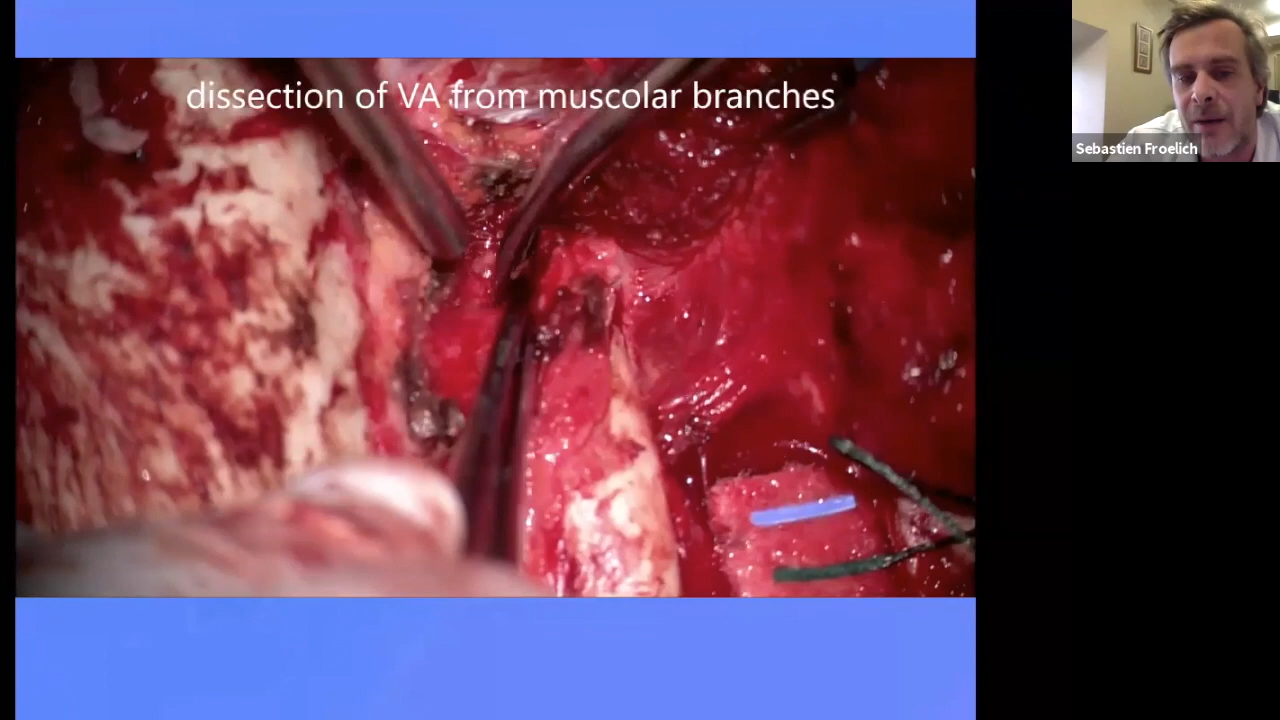 dissection of VA from muscolar branches
Sebastien Froelich